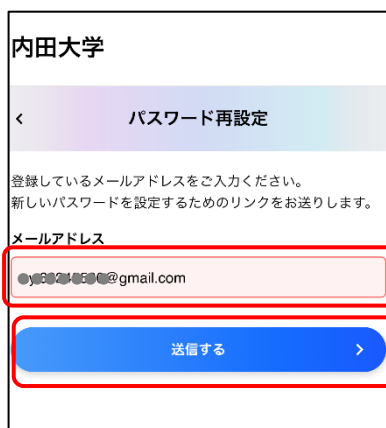 内田大学
パスワード再設定
登録しているメールアドレスをご入力ください。
新しいパスワードを設定するためのリンクをお送りします。
メールアドレス
@gmail.com
送信する